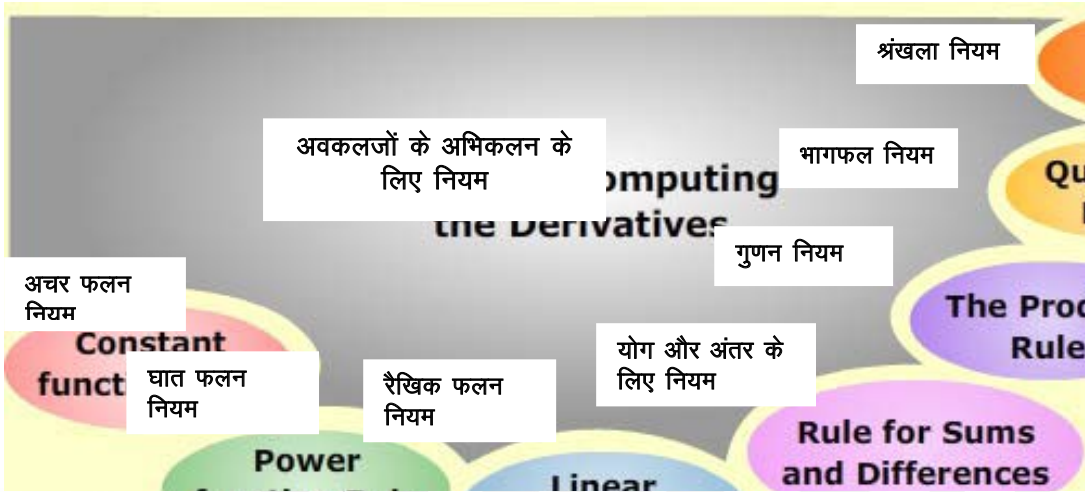 श्रंखला नियम
अवकलजों के अभिकलन के
लिए नियम
omputing
the Derivatives
भागफल नियम
Qu
गुणन नियम
अचर फलन
नियम
Constant
funct
घात फलन
नियम
रैखिक फलन
नियम
योग और अंतर के
लिए नियम
The Prod
Rule
Rule for Sums
and Differences
Power
Linear